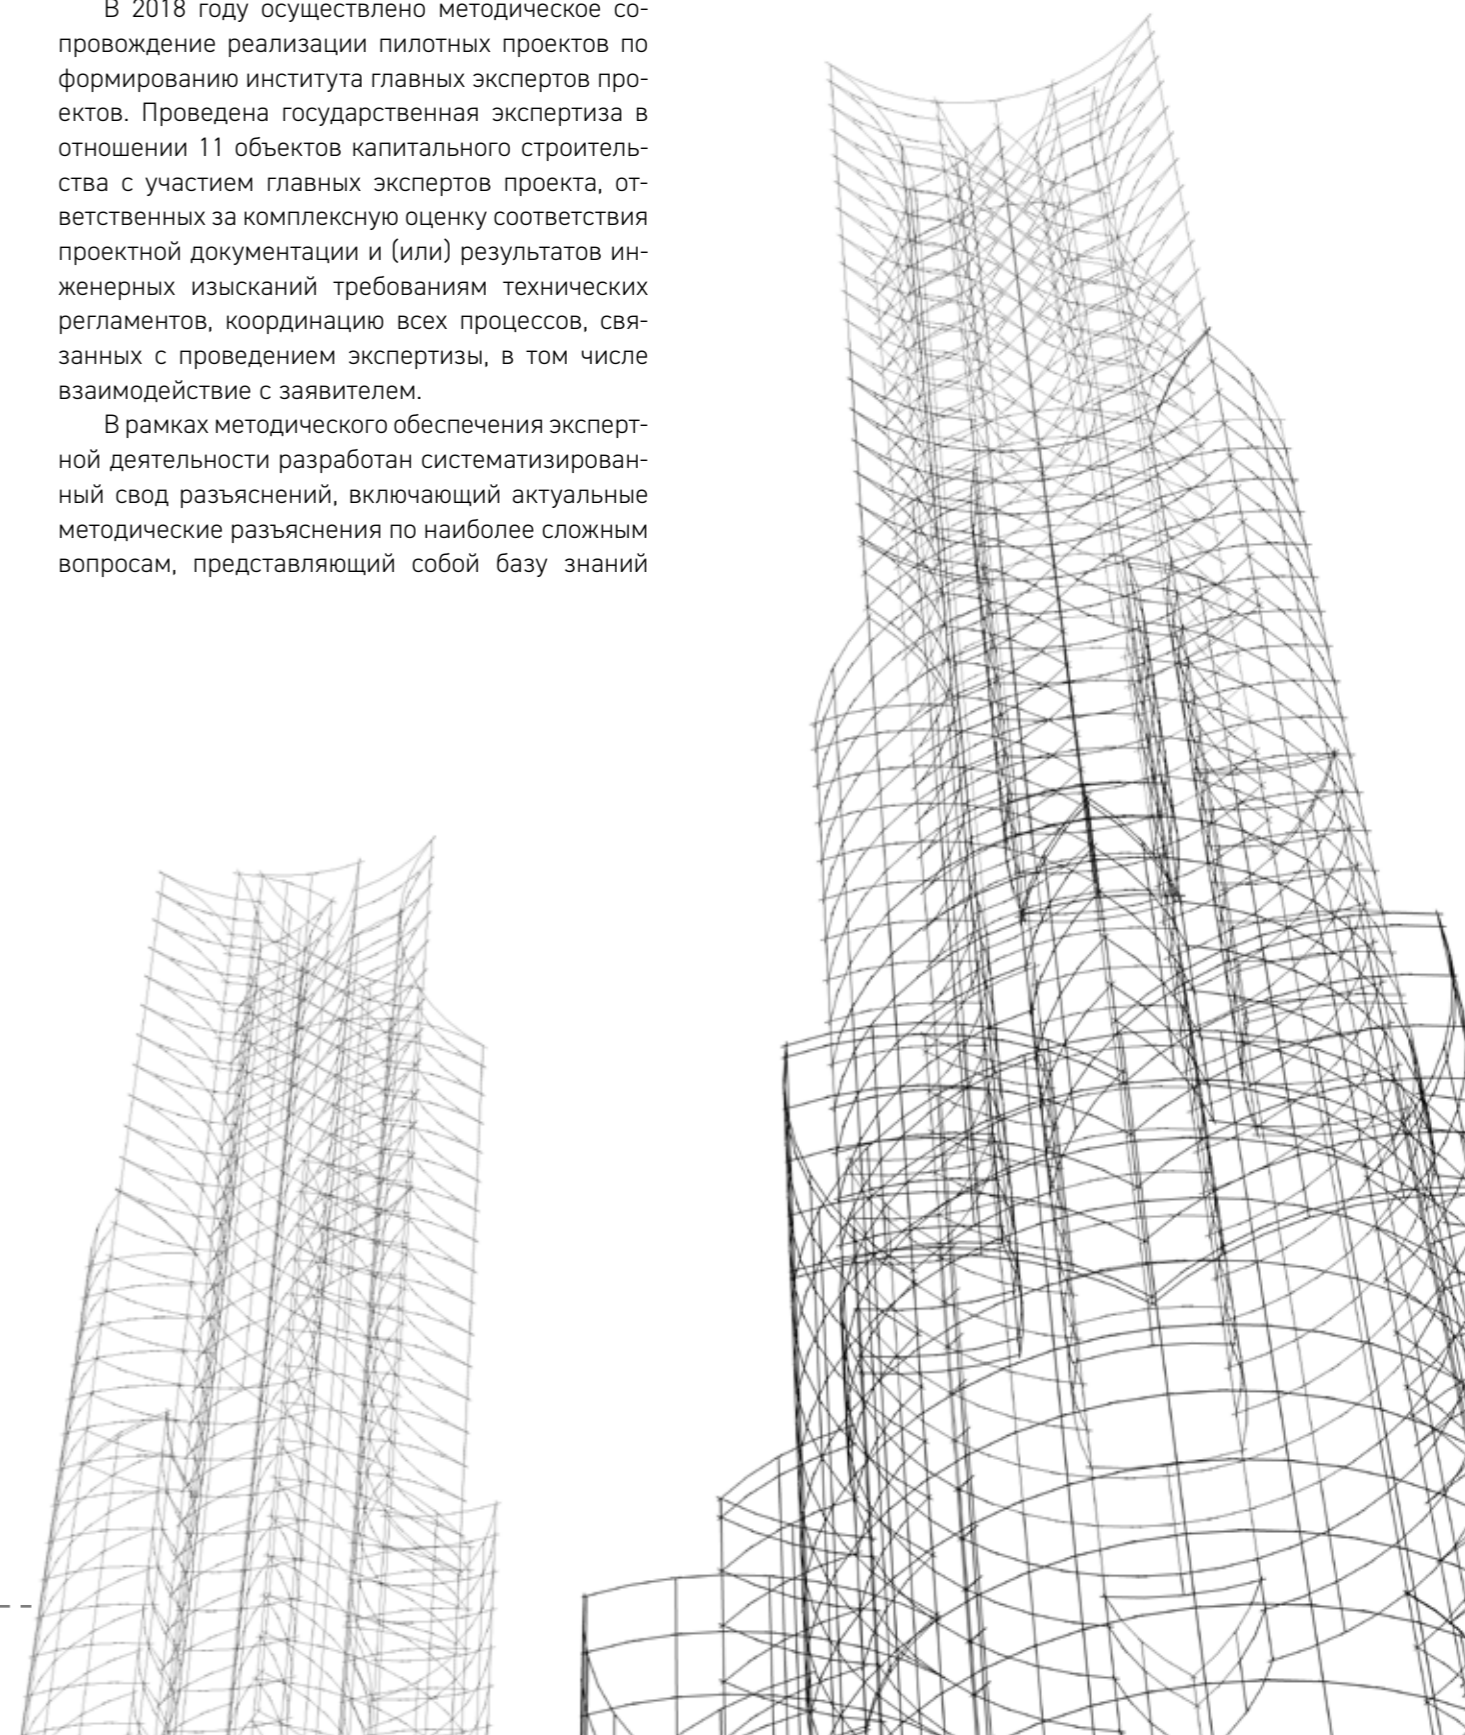 В 2018 году осуществлено методическое со-
провождение реализации пилотных проектов по
формированию института главных экспертов про-
ектов. Проведена государственная экспертиза в
отношении 11 объектов капитального строитель-
ства с участием главных экспертов проекта, от-
ветственных за комплексную оценку соответствия
проектной документации и (или) результатов ин-
женерных изысканий требованиям технических
регламентов, координацию всех процессов, свя-
занных с проведением экспертизы, в том числе
взаимодействие с заявителем.
В рамках методического обеспечения эксперт-
ной деятельности разработан систематизирован-
ный свод разъяснений, включающий актуальные
методические разъяснения по наиболее сложным
вопросам, представляющий собой базу знаний